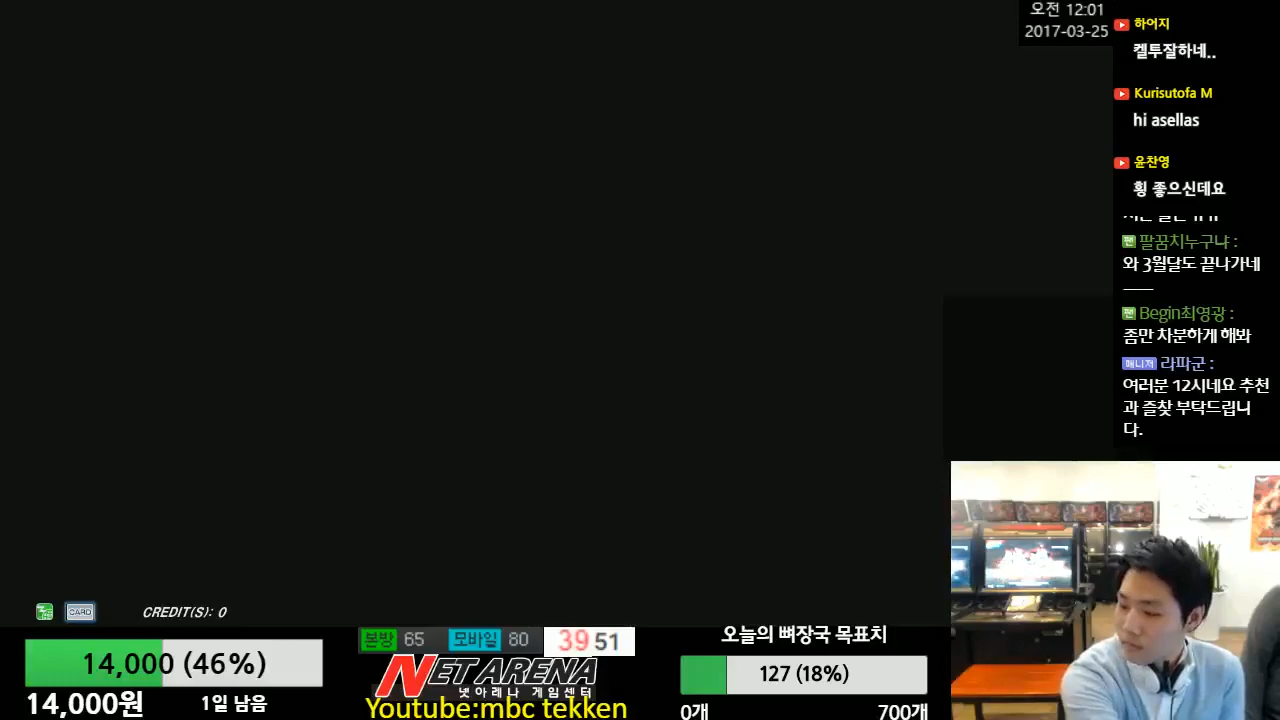 오전 12:01
2017-03-25
하어지
켈투잘하네..
Kurisutofa M
hi asellas
윤찬영
횡 좋으신데요
팬 팔꿈치누구냐 :
와 3월달도 끝나가네
──
팬 Begin최영광 :
좀만 차분하게 해봐
매니저 라파군 :
여러분 12시네요 추천
과 즐찾 부탁드립니
다.
CARD
CREDIT(S): 0
14,000 (46%)
14,000원
1일 남음
본방 65 모바일 80 39 51
NET ARENA
넷아레나 게임센터
Youtube:mbc tekken
오늘의 뼈장국 목표치
127 (18%)
0개
700개